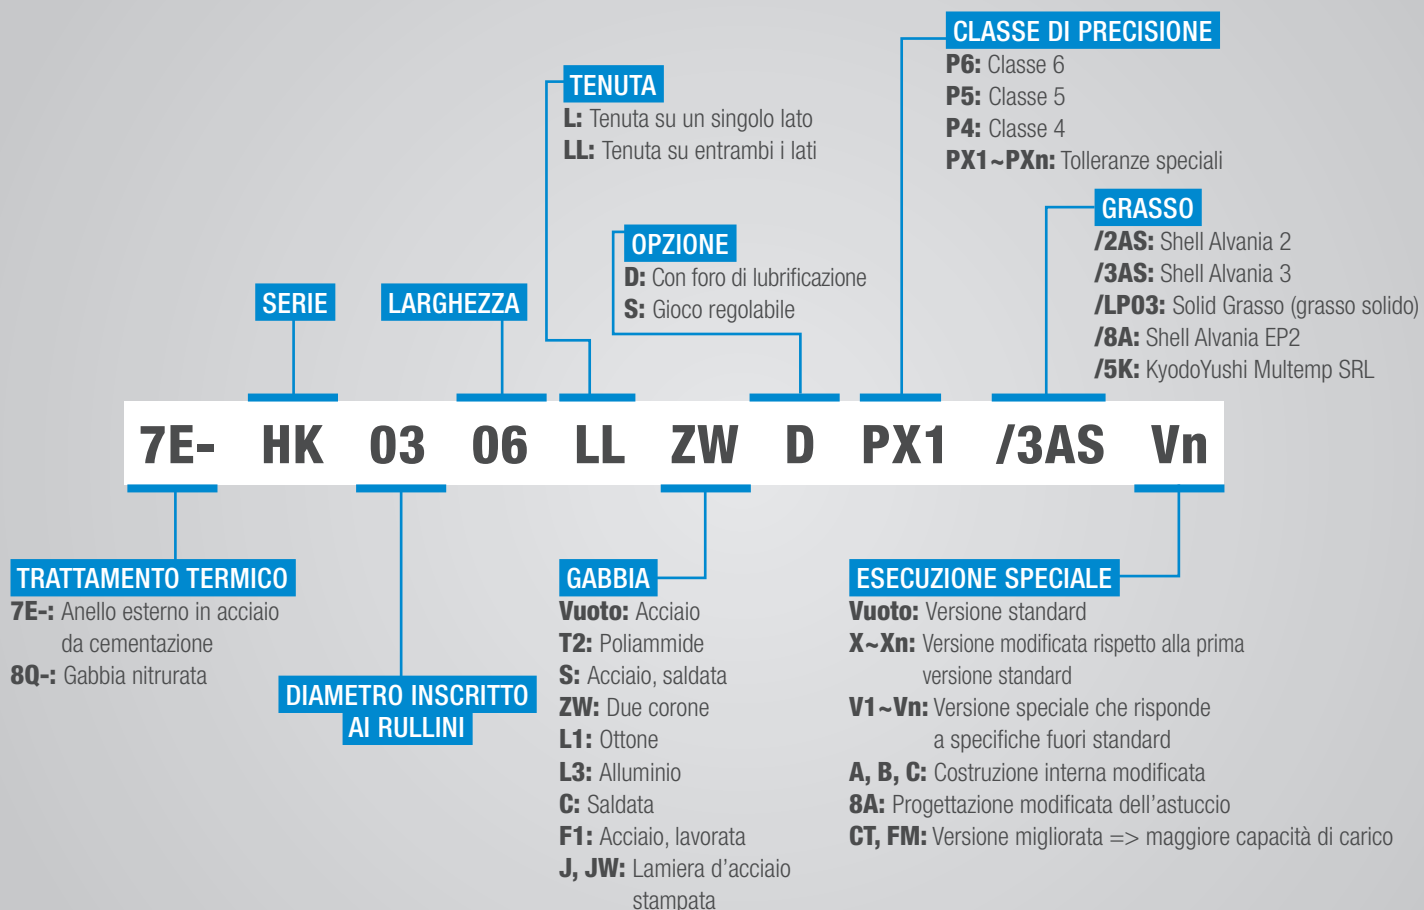 CLASSE DI PRECISIONE
P6: Classe 6
P5: Classe 5
P4: Classe 4
PX1~PXn: Tolleranze speciali
TENUTA
L: Tenuta su un singolo lato
LL: Tenuta su entrambi i lati
GRASSO
/2AS: Shell Alvania 2
/3AS: Shell Alvania 3
/LP03: Solid Grasso (grasso solido)
/8A: Shell Alvania EP2
/5K: KyodoYushi Multemp SRL
OPZIONE
D: Con foro di lubrificazione
S: Gioco regolabile
SERIE
LARGHEZZA
7E- HK 03 06 LL ZW D PX1 /3AS Vn
TRATTAMENTO TERMICO
7E-: Anello esterno in acciaio
da cementazione
8Q-: Gabbia nitrurata
DIAMETRO INSCRITTO
AI RULLINI
GABBIA
Vuoto: Acciaio
T2: Poliammide
S: Acciaio, saldata
ZW: Due corone
L1: Ottone
L3: Alluminio
C: Saldata
F1: Acciaio, lavorata
J, JW: Lamiera d'acciaio
stampata
ESECUZIONE SPECIALE
Vuoto: Versione standard
X~Xn: Versione modificata rispetto alla prima
versione standard
V1~Vn: Versione speciale che risponde
a specifiche fuori standard
A, B, C: Costruzione interna modificata
8A: Progettazione modificata dell'astuccio
CT, FM: Versione migliorata => maggiore capacità di carico